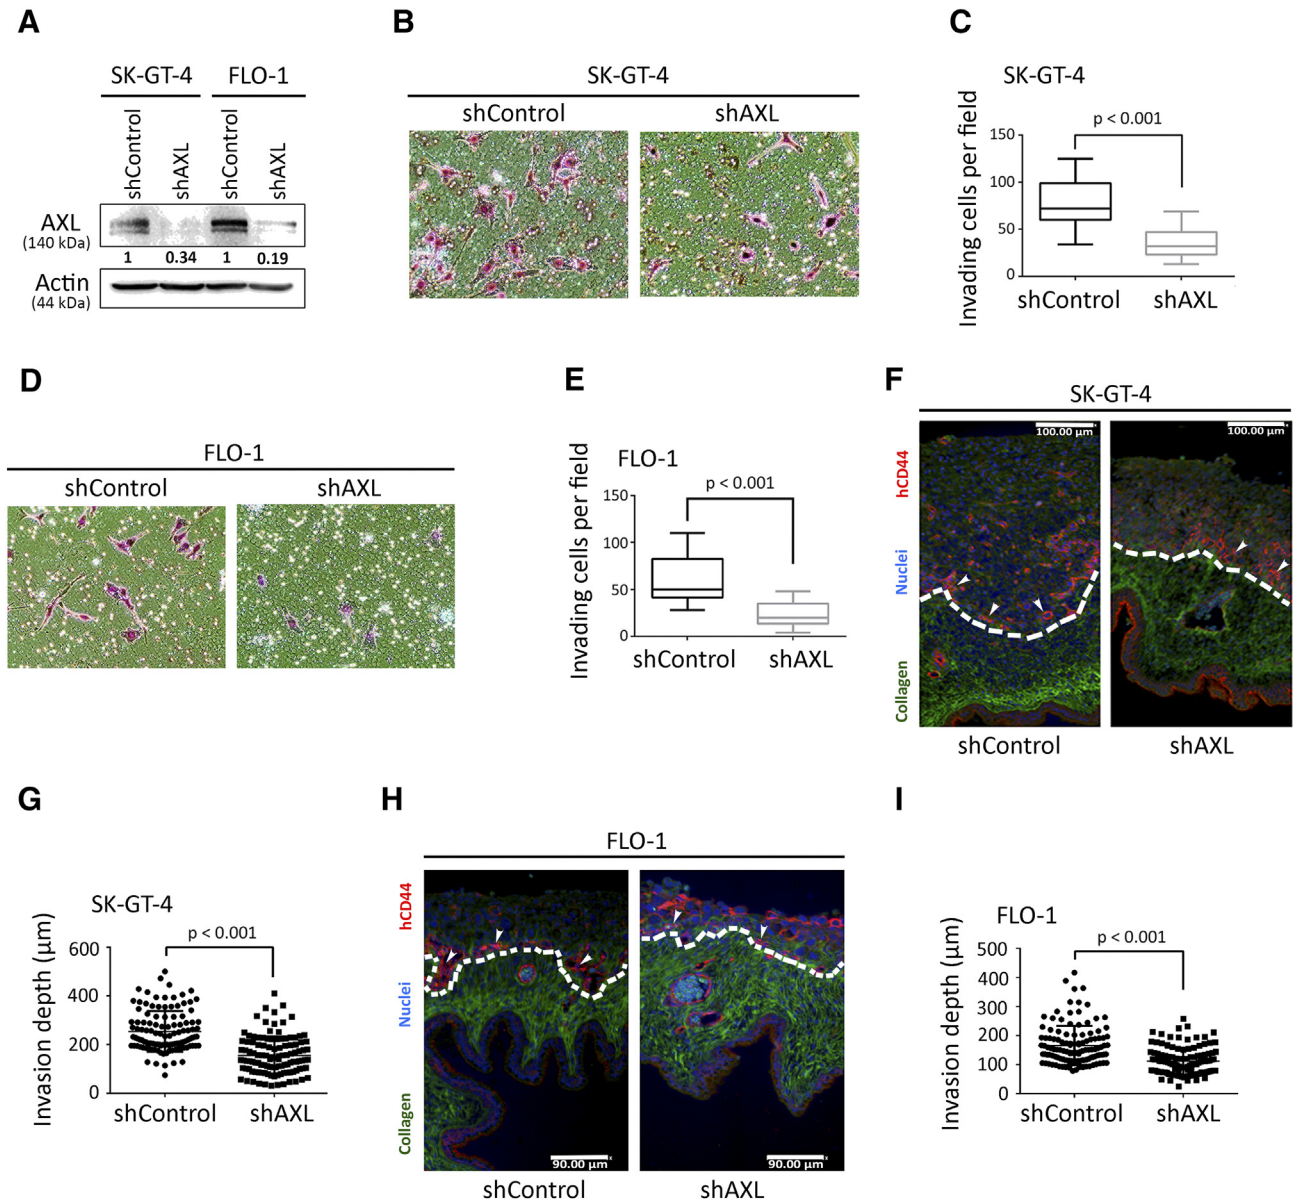 A
SK-GT-4 FLO-1
shControl shAXL shControl shAXL
AXL
(140 kDa)
1 0.34 1 0.19
Actin
(44 kDa)
B
SK-GT-4
shControl shAXL
C
SK-GT-4
p < 0.001
Invading cells per field
150
100
50
0
shControl shAXL
D
FLO-1
shControl shAXL
E
FLO-1
p < 0.001
Invading cells per field
150
100
50
0
shControl shAXL
F
SK-GT-4
100.00 µm 100.00 µm
hCD44
Nuclei
Collagen
shControl shAXL
G
SK-GT-4
p < 0.001
Invasion depth (µm)
600
400
200
0
shControl shAXL
H
FLO-1
hCD44
Nuclei
Collagen
90.00 µm 90.00 µm
shControl shAXL
I
FLO-1
p < 0.001
Invasion depth (µm)
500
400
300
200
100
0
shControl shAXL